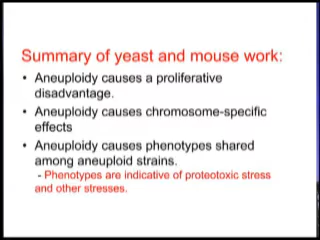 Summary of yeast and mouse work:
• Aneuploidy causes a proliferative
disadvantage.
• Aneuploidy causes chromosome-specific
effects
• Aneuploidy causes phenotypes shared
among aneuploid strains.
- Phenotypes are indicative of proteotoxic stress
and other stresses.